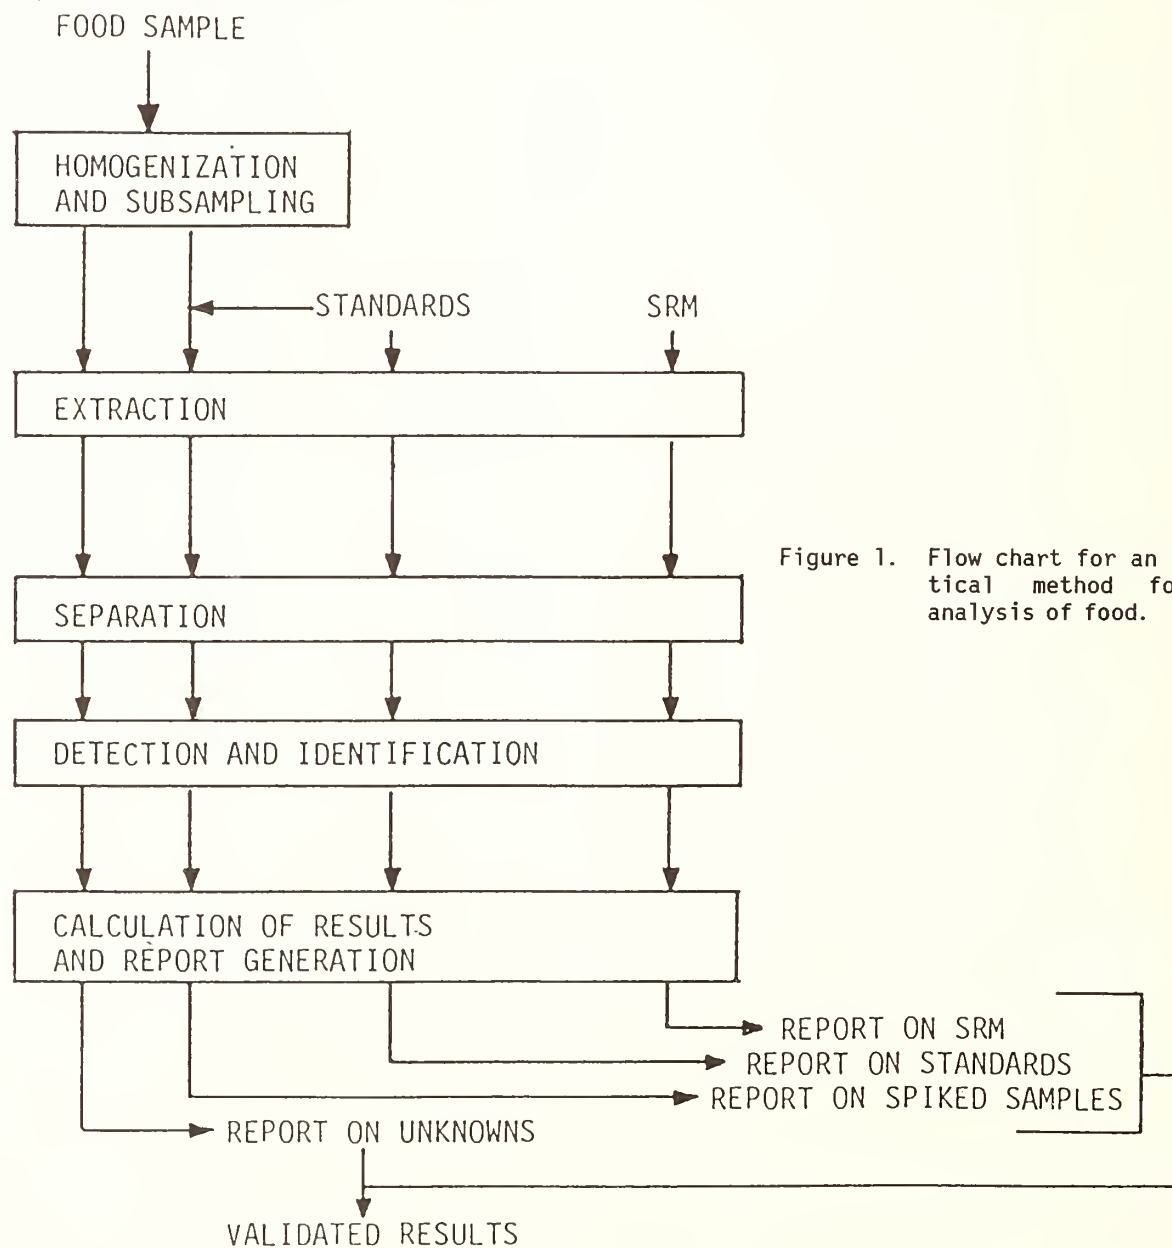 FOOD SAMPLE
HOMOGENIZATION
AND SUBSAMPLING
STANDARDS
SRM
EXTRACTION
Figure 1. Flow chart for an
tical method fo
analysis of food.
SEPARATION
DETECTION AND IDENTIFICATION
CALCULATION OF RESULTS
AND REPORT GENERATION
REPORT ON SRM
REPORT ON STANDARDS
REPORT ON SPIKED SAMPLES
REPORT ON UNKNOWNS
VALIDATED RESULTS